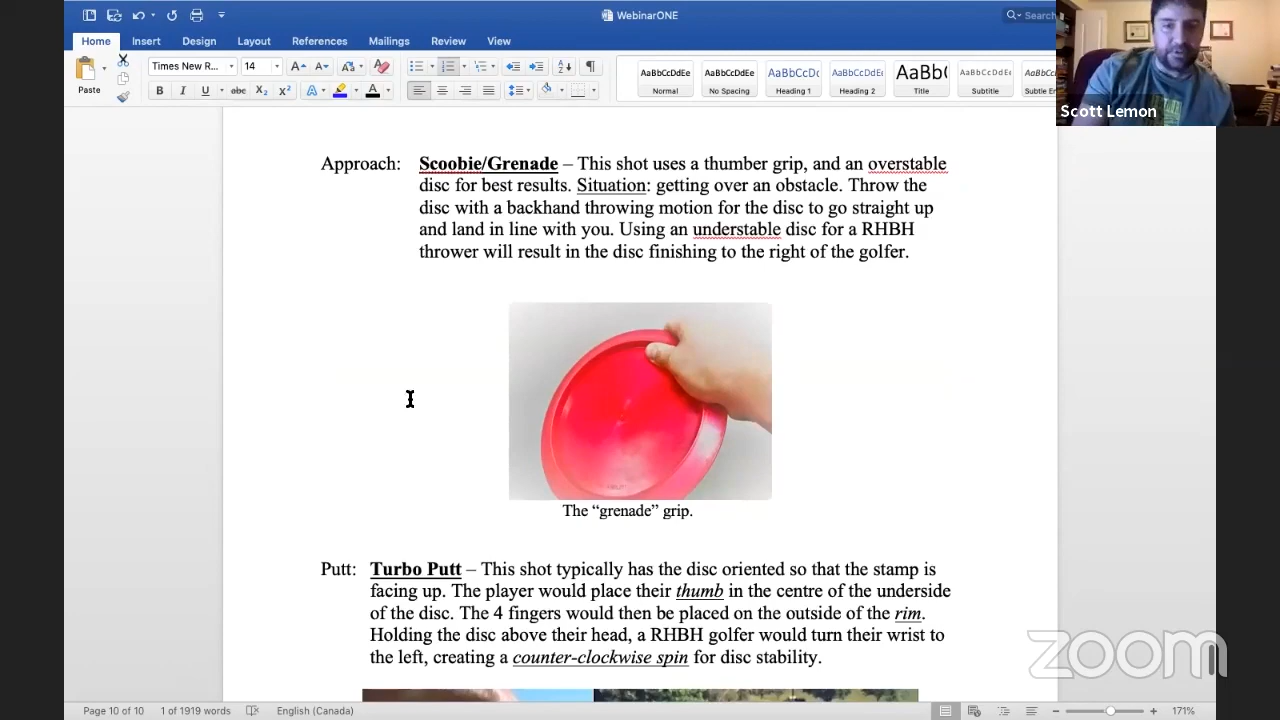 WebinarONE
Search
Home Insert Design Layout References Mailings Review View
Paste
Times New R... 14
AaBbCcDdEe AaBbCcDdEe AaBbCcDc AaBbCcDdEe AaBb( AaBbCcDdEe AaBbCcDdE
Normal No Spacing Heading 1 Heading 2 Title Subtitle Subtle
Scott Lemon
Approach: Scoobie/Grenade – This shot uses a thumber grip, and an overstable
disc for best results. Situation: getting over an obstacle. Throw the
disc with a backhand throwing motion for the disc to go straight up
and land in line with you. Using an understable disc for a RHBH
thrower will result in the disc finishing to the right of the golfer.
The “grenade” grip.
Putt: Turbo Putt – This shot typically has the disc oriented so that the stamp is
facing up. The player would place their thumb in the centre of the underside
of the disc. The 4 fingers would then be placed on the outside of the rim.
Holding the disc above their head, a RHBH golfer would turn their wrist to
the left, creating a counter-clockwise spin for disc stability.
zoom
Page 10 of 10 1 of 1919 words English (Canada) 171%